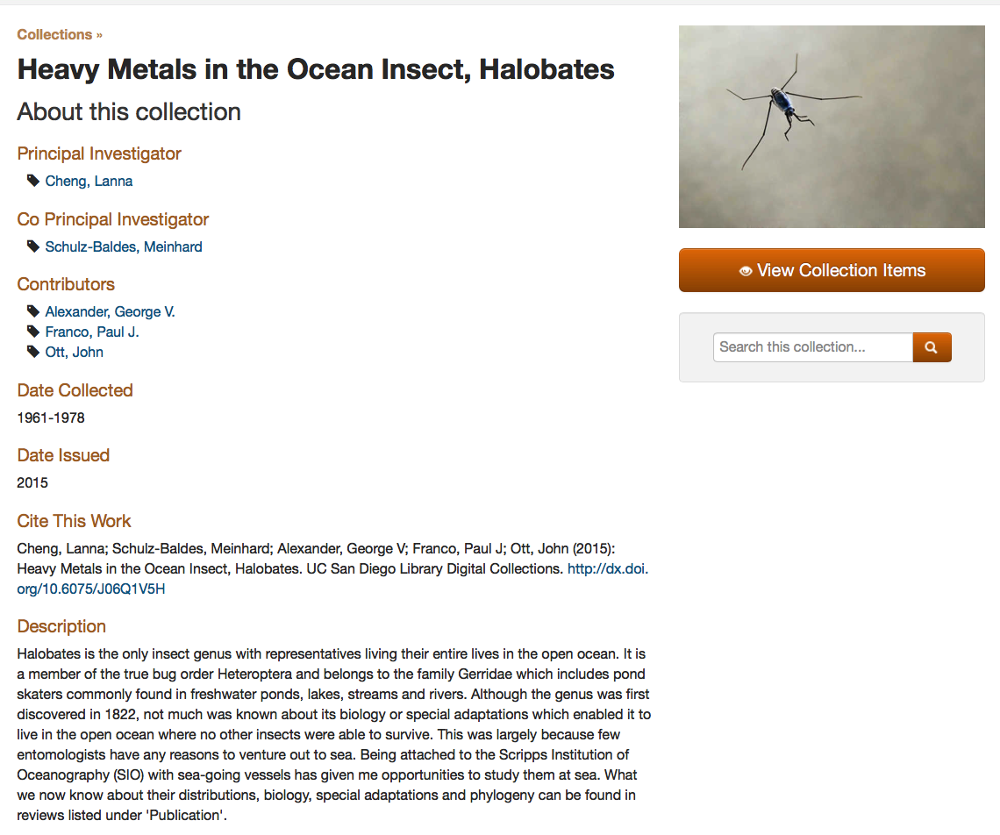 Collections »
Heavy Metals in the Ocean Insect, Halobates
About this collection
Principal Investigator
Cheng, Lanna
Co Principal Investigator
Schulz-Baldes, Meinhard
Contributors
Alexander, George V.
Franco, Paul J.
Ott, John
Date Collected
1961-1978
Date Issued
2015
Cite This Work
Cheng, Lanna; Schulz-Baldes, Meinhard; Alexander, George V; Franco, Paul J; Ott, John (2015):
Heavy Metals in the Ocean Insect, Halobates. UC San Diego Library Digital Collections. http://dx.doi.
org/10.6075/J06Q1V5H
Description
Halobates is the only insect genus with representatives living their entire lives in the open ocean. It is
a member of the true bug order Heteroptera and belongs to the family Gerridae which includes pond
skaters commonly found in freshwater ponds, lakes, streams and rivers. Although the genus was first
discovered in 1822, not much was known about its biology or special adaptations which enabled it to
live in the open ocean where no other insects were able to survive. This was largely because few
entomologists have any reasons to venture out to sea. Being attached to the Scripps Institution of
Oceanography (SIO) with sea-going vessels has given me opportunities to study them at sea. What
we now know about their distributions, biology, special adaptations and phylogeny can be found in
reviews listed under 'Publication'.
View Collection Items
Search this collection...